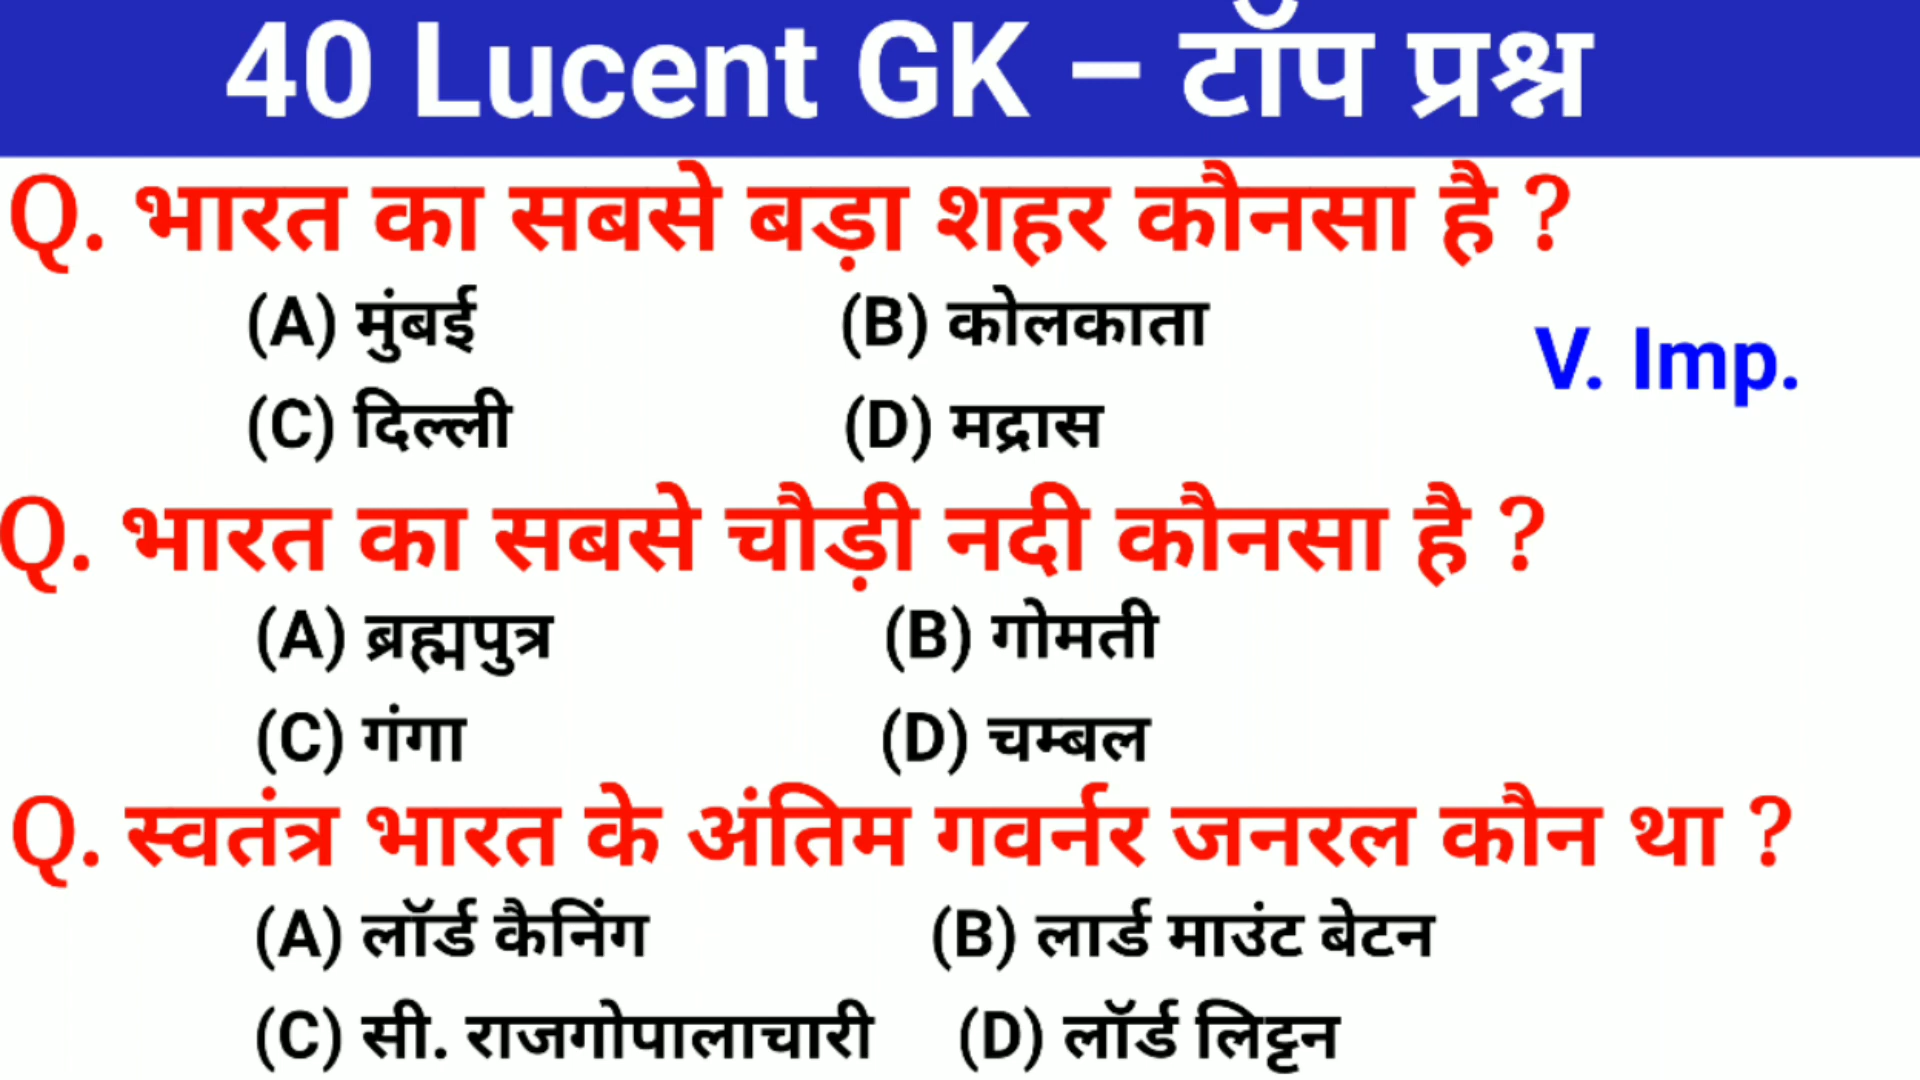 40 Lucent GK – टॉप प्रश्न
Q. भारत का सबसे बड़ा शहर कौनसा है ?
(A) मुंबई (B) कोलकाता
V. Imp.
(C) दिल्ली (D) मद्रास
Q. भारत का सबसे चौड़ी नदी कौनसा है ?
(A) ब्रह्मपुत्र (B) गोमती
(C) गंगा (D) चम्बल
Q. स्वतंत्र भारत के अंतिम गवर्नर जनरल कौन था ?
(A) लॉर्ड कैनिंग (B) लार्ड माउंट बेटन
(C) सी. राजगोपालाचारी (D) लॉर्ड लिट्टन